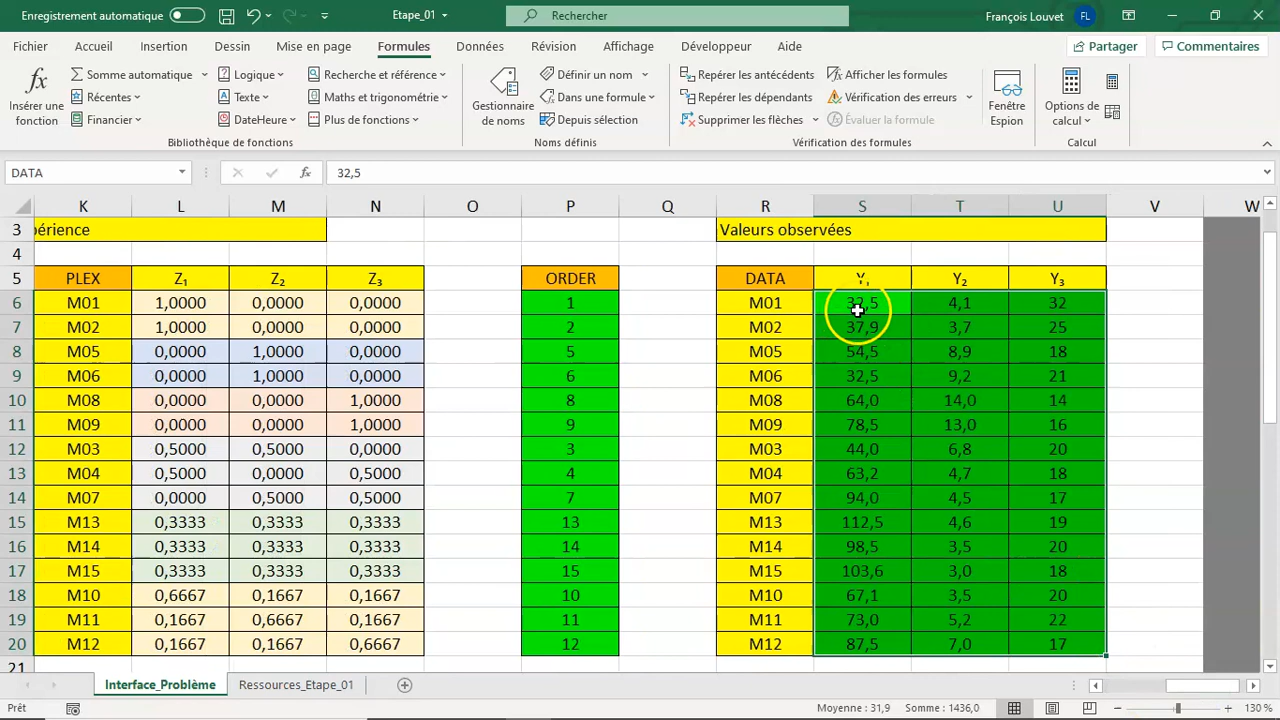 Enregistrement automatique Etape_01 Rechercher François Louvet FL
Fichier Accueil Insertion Dessin Mise en page Formules Données Révision Affichage Développeur Aide Partager Commentaires
Insérer une fonction
Somme automatique Logique Recherche et référence
Récentes Texte Maths et trigonométrie
Financier DateHeure Plus de fonctions
Bibliothèque de fonctions
Gestionnaire de noms
Définir un nom
Dans une formule
Depuis sélection
Noms définis
Repérer les antécédents Afficher les formules
Repérer les dépendants Vérification des erreurs
Supprimer les flèches Évaluer la formule
Vérification des formules
Fenêtre Espion
Options de calcul
Calcul
DATA fx 32,5
K L M N O P Q R S T U V W
3 périence Valeurs observées
4
5 PLEX Z₁ Z₂ Z₃ ORDER DATA Y₁ Y₂ Y₃
6 M01 1,0000 0,0000 0,0000 1 M01 32,5 4,1 32
7 M02 1,0000 0,0000 0,0000 2 M02 37,9 3,7 25
8 M05 0,0000 1,0000 0,0000 5 M05 54,5 8,9 18
9 M06 0,0000 1,0000 0,0000 6 M06 32,5 9,2 21
10 M08 0,0000 0,0000 1,0000 8 M08 64,0 14,0 14
11 M09 0,0000 0,0000 1,0000 9 M09 78,5 13,0 16
12 M03 0,5000 0,5000 0,0000 3 M03 44,0 6,8 20
13 M04 0,5000 0,0000 0,5000 4 M04 63,2 4,7 18
14 M07 0,0000 0,5000 0,5000 7 M07 94,0 4,5 17
15 M13 0,3333 0,3333 0,3333 13 M13 112,5 4,6 19
16 M14 0,3333 0,3333 0,3333 14 M14 98,5 3,5 20
17 M15 0,3333 0,3333 0,3333 15 M15 103,6 3,0 18
18 M10 0,6667 0,1667 0,1667 10 M10 67,1 3,5 20
19 M11 0,1667 0,6667 0,1667 11 M11 73,0 5,2 22
20 M12 0,1667 0,1667 0,6667 12 M12 87,5 7,0 17
21
Interface_Problème Ressources_Etape_01
Prêt Moyenne : 31,9 Somme : 1436,0 130 %